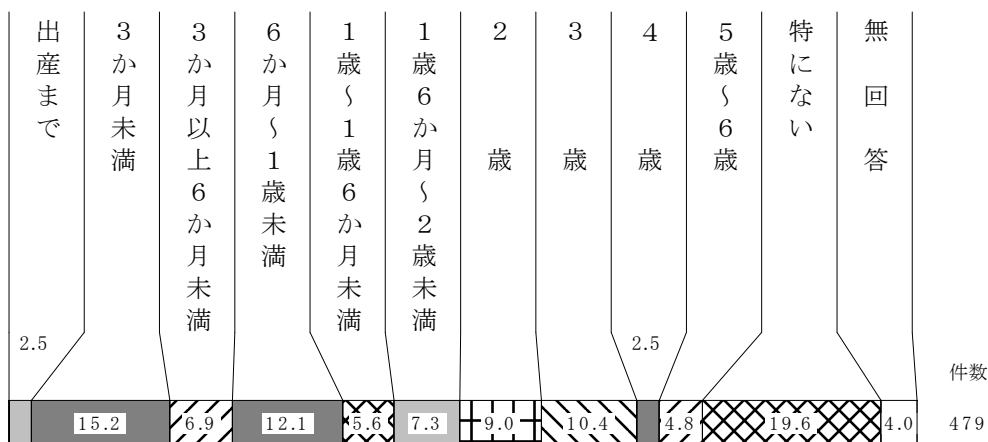 出産まで
3か月未満
3か月以上6か月未満
6か月～1歳未満
1歳～1歳6か月未満
1歳6か月～2歳未満
2歳
3歳
4歳
5歳～6歳
特にない
無回答
2.5
2.5
件数
15.2
6.9
12.1
5.6
7.3
9.0
10.4
4.8
19.6
4.0
479